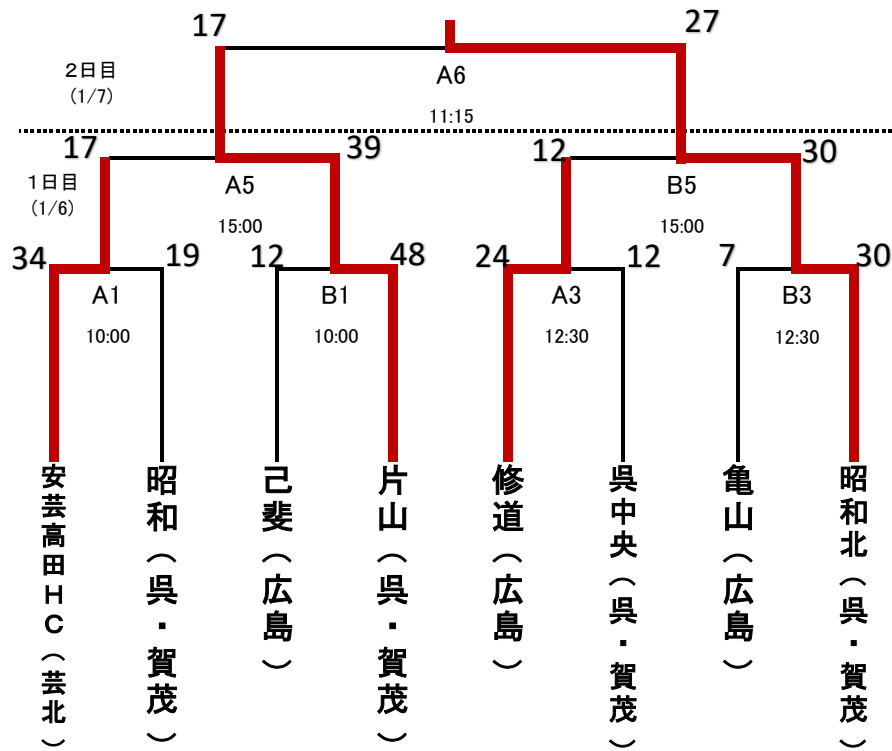 17
27
2日目
(1/7)
A6
11:15
17
39
12
30
1日目
(1/6)
A5
B5
15:00
15:00
34
19
12
48
24
12
7
30
A1
B1
A3
B3
10:00
10:00
12:30
12:30
安芸高田HC(芸北)
昭和(呉・賀茂)
己斐(広島)
片山(呉・賀茂)
修道(広島)
呉中央(呉・賀茂)
亀山(広島)
昭和北(呉・賀茂)